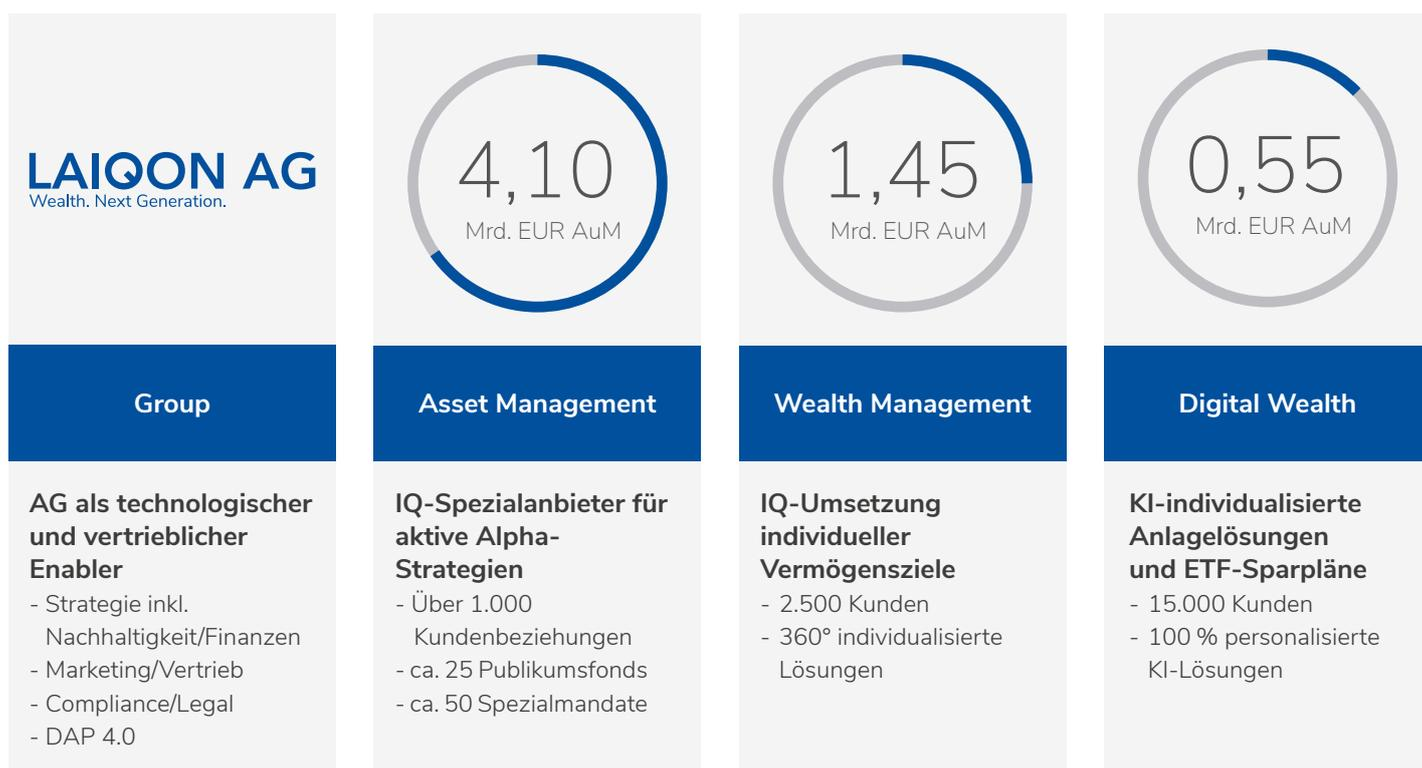 LAIQON AG
Wealth. Next Generation.
Group
AG als technologischer
und vertrieblicher
Enabler
- Strategie inkl.
Nachhaltigkeit/Finanzen
- Marketing/Vertrieb
- Compliance/Legal
- DAP 4.0
4,10
Mrd. EUR AuM
Asset Management
IQ-Spezialanbieter für
aktive Alpha-
Strategien
- Über 1.000
Kundenbeziehungen
- ca. 25 Publikumsfonds
- ca. 50 Spezialmandate
1,45
Mrd. EUR AuM
Wealth Management
IQ-Umsetzung
individueller
Vermögensziele
- 2.500 Kunden
- 360° individualisierte
Lösungen
0,55
Mrd. EUR AuM
Digital Wealth
KI-individualisierte
Anlagelösungen
und ETF-Sparpläne
- 15.000 Kunden
- 100 % personalisierte
KI-Lösungen